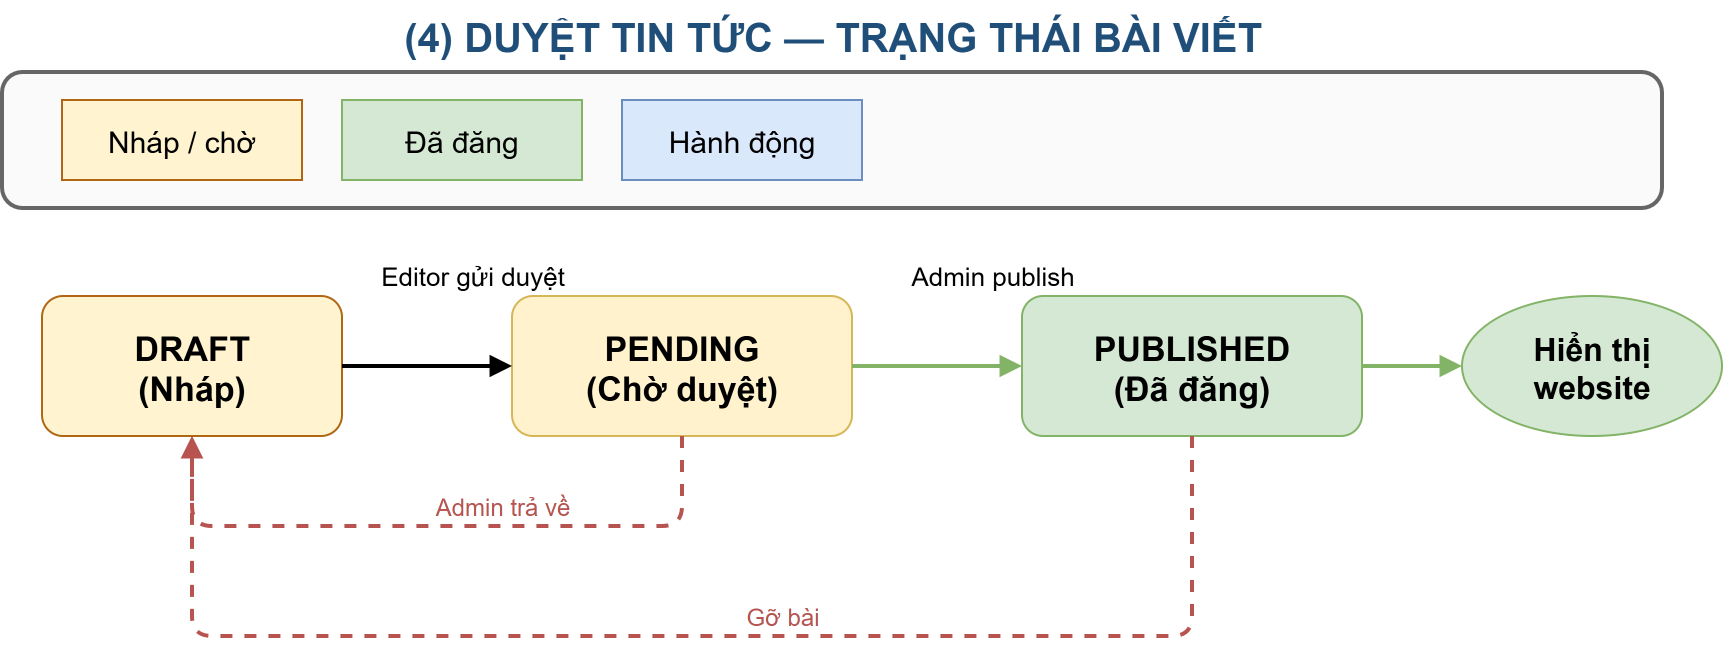 (4) DUYỆT TIN TỨC — TRẠNG THÁI BÀI VIẾT
Nháp / chờ
Đã đăng
Hành động
Editor gửi duyệt
Admin publish
DRAFT
(Nháp)
PENDING
(Chờ duyệt)
PUBLISHED
(Đã đăng)
Hiển thị
website
Admin trả về
Gỡ bài